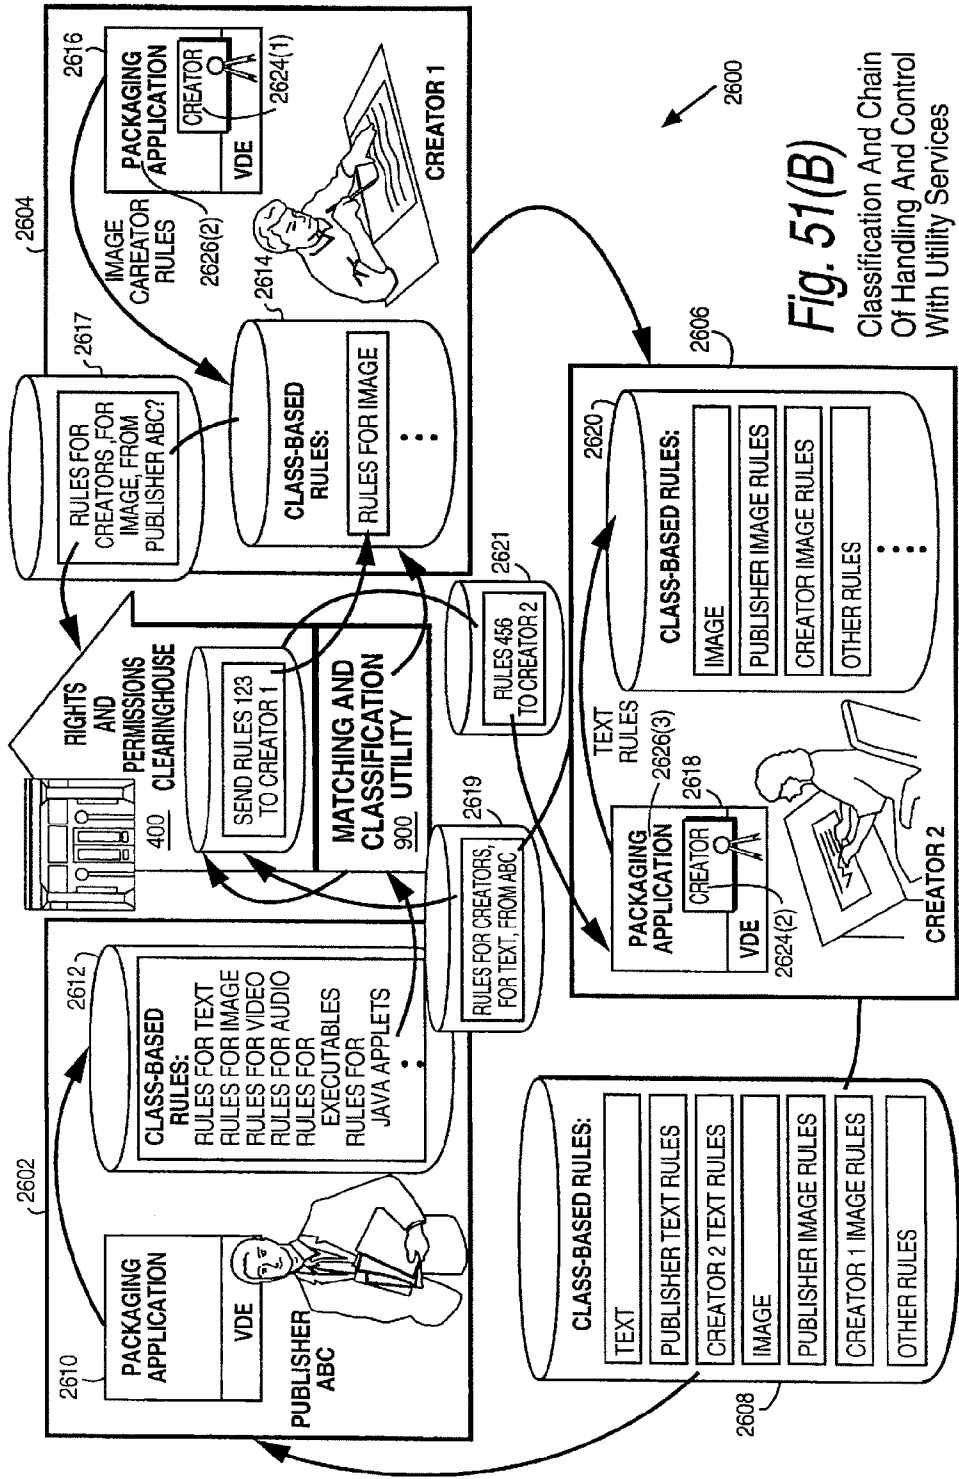 2602
2610
PACKAGING
APPLICATION
VDE
PUBLISHER
ABC
2612
CLASS-BASED
RULES:
RULES FOR TEXT
RULES FOR IMAGE
RULES FOR VIDEO
RULES FOR AUDIO
RULES FOR
EXECUTABLES
RULES FOR
JAVA APPLETS
RIGHTS
AND
PERMISSIONS
CLEARINGHOUSE
400
SEND RULES 123
TO CREATOR 1
MATCHING AND
CLASSIFICATION
900 UTILITY
2617
RULES FOR
CREATORS ,FOR
IMAGE, FROM
PUBLISHER ABC?
2604
2616
PACKAGING
APPLICATION
CREATOR
VDE
2624(1)
2626(2)
IMAGE
CAREATOR
RULES
2614
CLASS-BASED
RULES:
RULES FOR IMAGE
CREATOR 1
2619
RULES FOR CREATORS,
FOR TEXT, FROM ABC
2621
RULES 456
TO CREATOR 2
2606
PACKAGING
APPLICATION
CREATOR
VDE
2626(3)
2618
2624(2)
TEXT
RULES
CREATOR 2
2620
CLASS-BASED RULES:
IMAGE
PUBLISHER IMAGE RULES
CREATOR IMAGE RULES
OTHER RULES
2608
CLASS-BASED RULES:
TEXT
PUBLISHER TEXT RULES
CREATOR 2 TEXT RULES
IMAGE
PUBLISHER IMAGE RULES
CREATOR 1 IMAGE RULES
OTHER RULES
2600
Fig. 51(B)
Classification And Chain
Of Handling And Control
With Utility Services